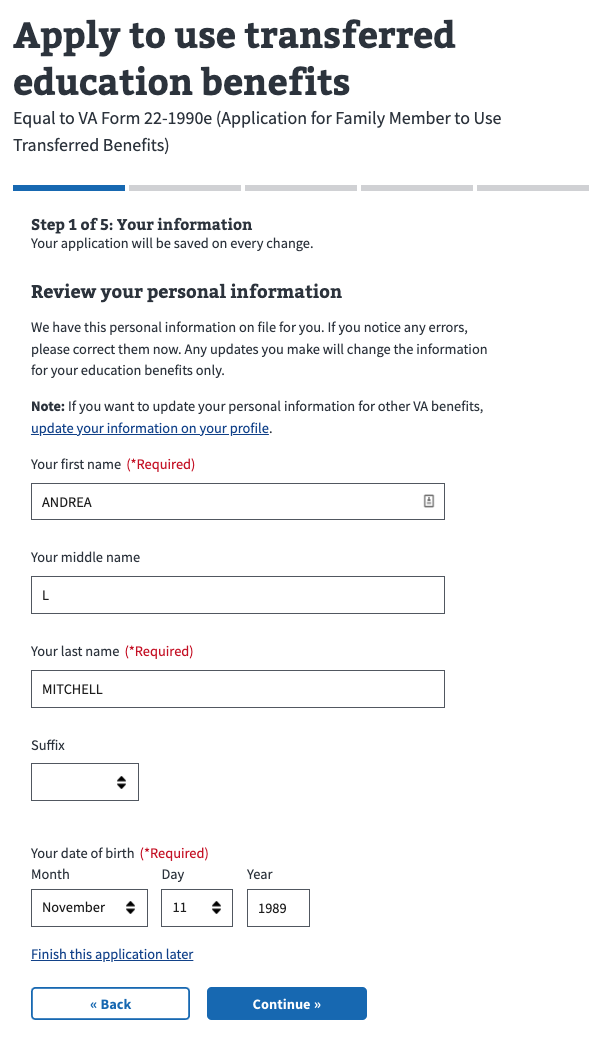 Apply to use transferred
education benefits
Equal to VA Form 22-1990e (Application for Family Member to Use
Transferred Benefits)
Step 1 of 5: Your information
Your application will be saved on every change.
Review your personal information
We have this personal information on file for you. If you notice any errors,
please correct them now. Any updates you make will change the information
for your education benefits only.
Note: If you want to update your personal information for other VA benefits,
update your information on your profile.
Your first name (*Required)
ANDREA
Your middle name
L
Your last name (*Required)
MITCHELL
Suffix
Your date of birth (*Required)
Month Day Year
November 11 1989
Finish this application later
« Back Continue »